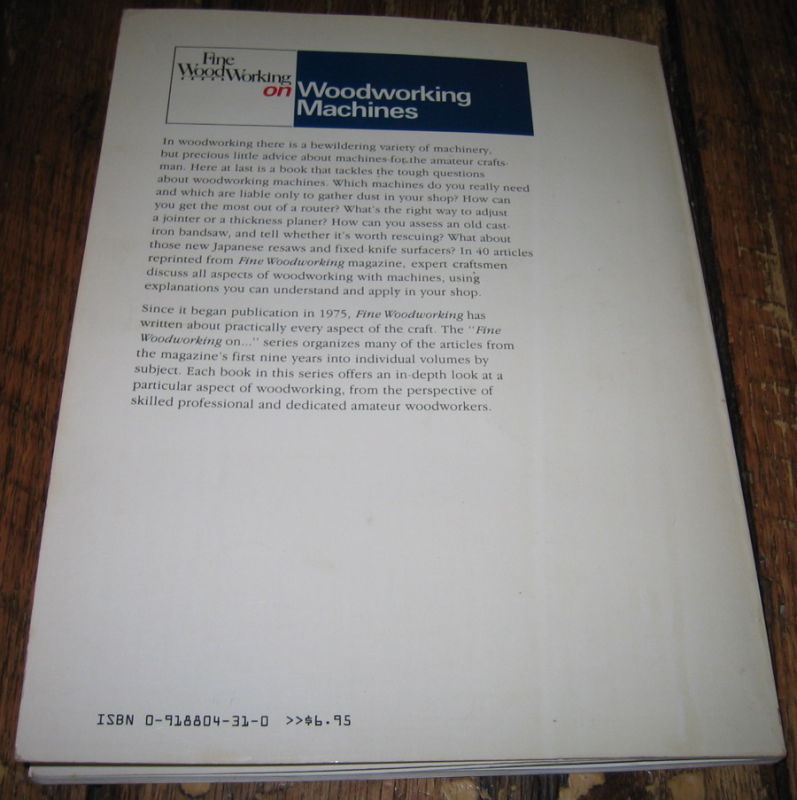 Fine
WoodWorking
on
Woodworking
Machines
In woodworking there is a bewildering variety of machinery,
but precious little advice about machines for the amateur crafts-
man. Here at last is a book that tackles the tough questions
about woodworking machines. Which machines do you really need
and which are liable only to gather dust in your shop? How can
you get the most out of a router? What's the right way to adjust
a jointer or a thickness planer? How can you assess an old cast-
iron bandsaw, and tell whether it's worth rescuing? What about
those new Japanese resaws and fixed-knife surfacers? In 40 articles
reprinted from Fine Woodworking magazine, expert craftsmen
discuss all aspects of woodworking with machines, using
explanations you can understand and apply in your shop.
Since it began publication in 1975, Fine Woodworking has
written about practically every aspect of the craft. The "Fine
Woodworking on..." series organizes many of the articles from
the magazine's first nine years into individual volumes by
subject. Each book in this series offers an in-depth look at a
particular aspect of woodworking, from the perspective of
skilled professional and dedicated amateur woodworkers.
ISBN 0-918804-31-0 >>$6.95